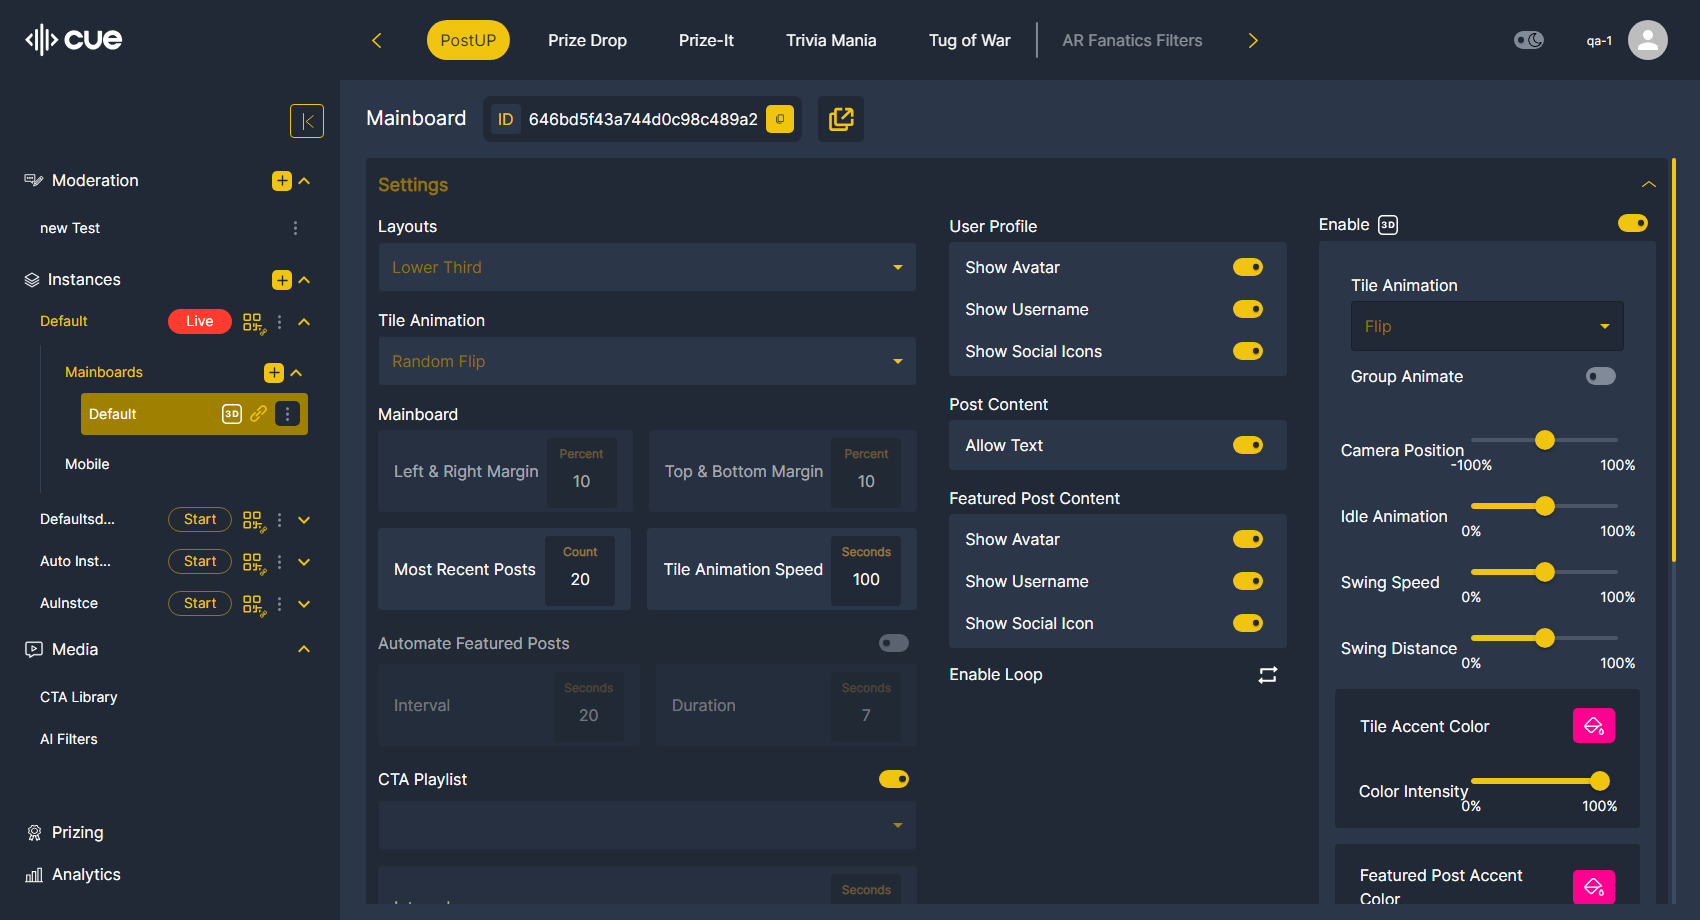 cue
PostUP
Prize Drop
Prize-It
Trivia Mania
Tug of War
AR Fanatics Filters
qa-1
Moderation
new Test
Instances
Default
Live
Mainboards
Default
3D
Mobile
Defaultsd...
Start
Auto Inst...
Start
AuInstce
Start
Media
CTA Library
AI Filters
Prizing
Analytics
Mainboard
ID
646bd5f43a744d0c98c489a2
Settings
Layouts
Lower Third
Tile Animation
Random Flip
Mainboard
Left & Right Margin
Percent
10
Top & Bottom Margin
Percent
10
Most Recent Posts
Count
20
Tile Animation Speed
Seconds
100
Automate Featured Posts
Interval
Seconds
20
Duration
Seconds
7
CTA Playlist
Seconds
User Profile
Show Avatar
Show Username
Show Social Icons
Post Content
Allow Text
Featured Post Content
Show Avatar
Show Username
Show Social Icon
Enable Loop
Enable
3D
Tile Animation
Flip
Group Animate
Camera Position
-100%
100%
Idle Animation
0%
100%
Swing Speed
0%
100%
Swing Distance
0%
100%
Tile Accent Color
Color Intensity
0%
100%
Featured Post Accent
Color